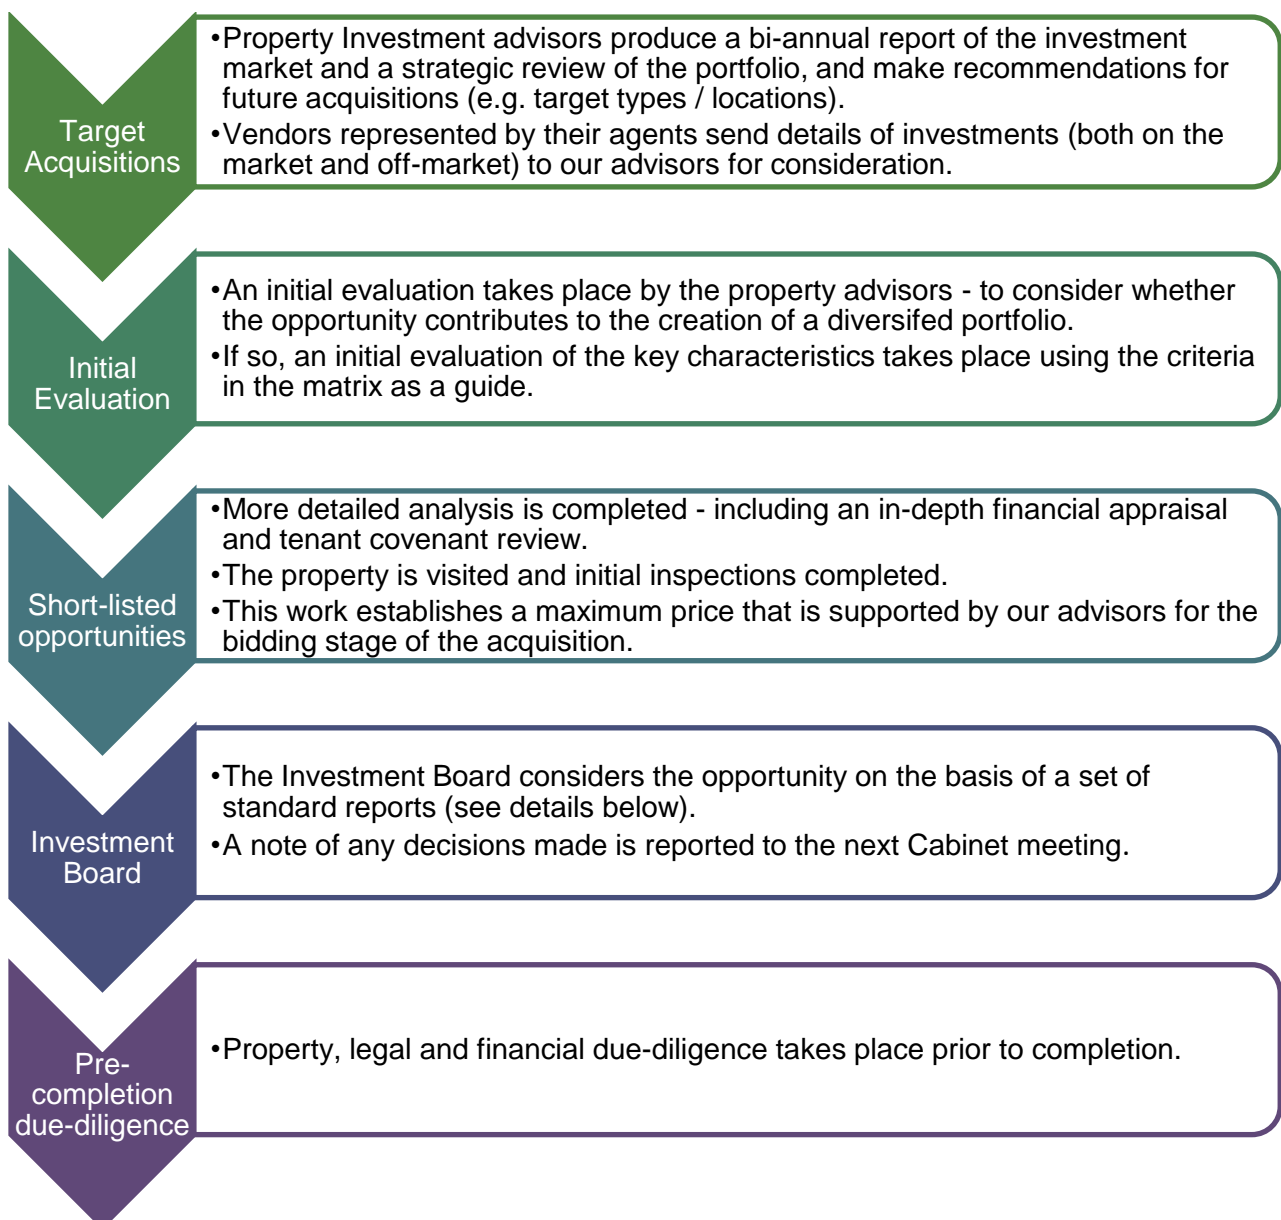 Target
Acquisitions
•Property Investment advisors produce a bi-annual report of the investment
market and a strategic review of the portfolio, and make recommendations for
future acquisitions (e.g. target types / locations).
•Vendors represented by their agents send details of investments (both on the
market and off-market) to our advisors for consideration.
Initial
Evaluation
•An initial evaluation takes place by the property advisors - to consider whether
the opportunity contributes to the creation of a diversifed portfolio.
•If so, an initial evaluation of the key characteristics takes place using the criteria
in the matrix as a guide.
Short-listed
opportunities
•More detailed analysis is completed - including an in-depth financial appraisal
and tenant covenant review.
•The property is visited and initial inspections completed.
•This work establishes a maximum price that is supported by our advisors for the
bidding stage of the acquisition.
Investment
Board
•The Investment Board considers the opportunity on the basis of a set of
standard reports (see details below).
•A note of any decisions made is reported to the next Cabinet meeting.
Pre-
completion
due-diligence
•Property, legal and financial due-diligence takes place prior to completion.